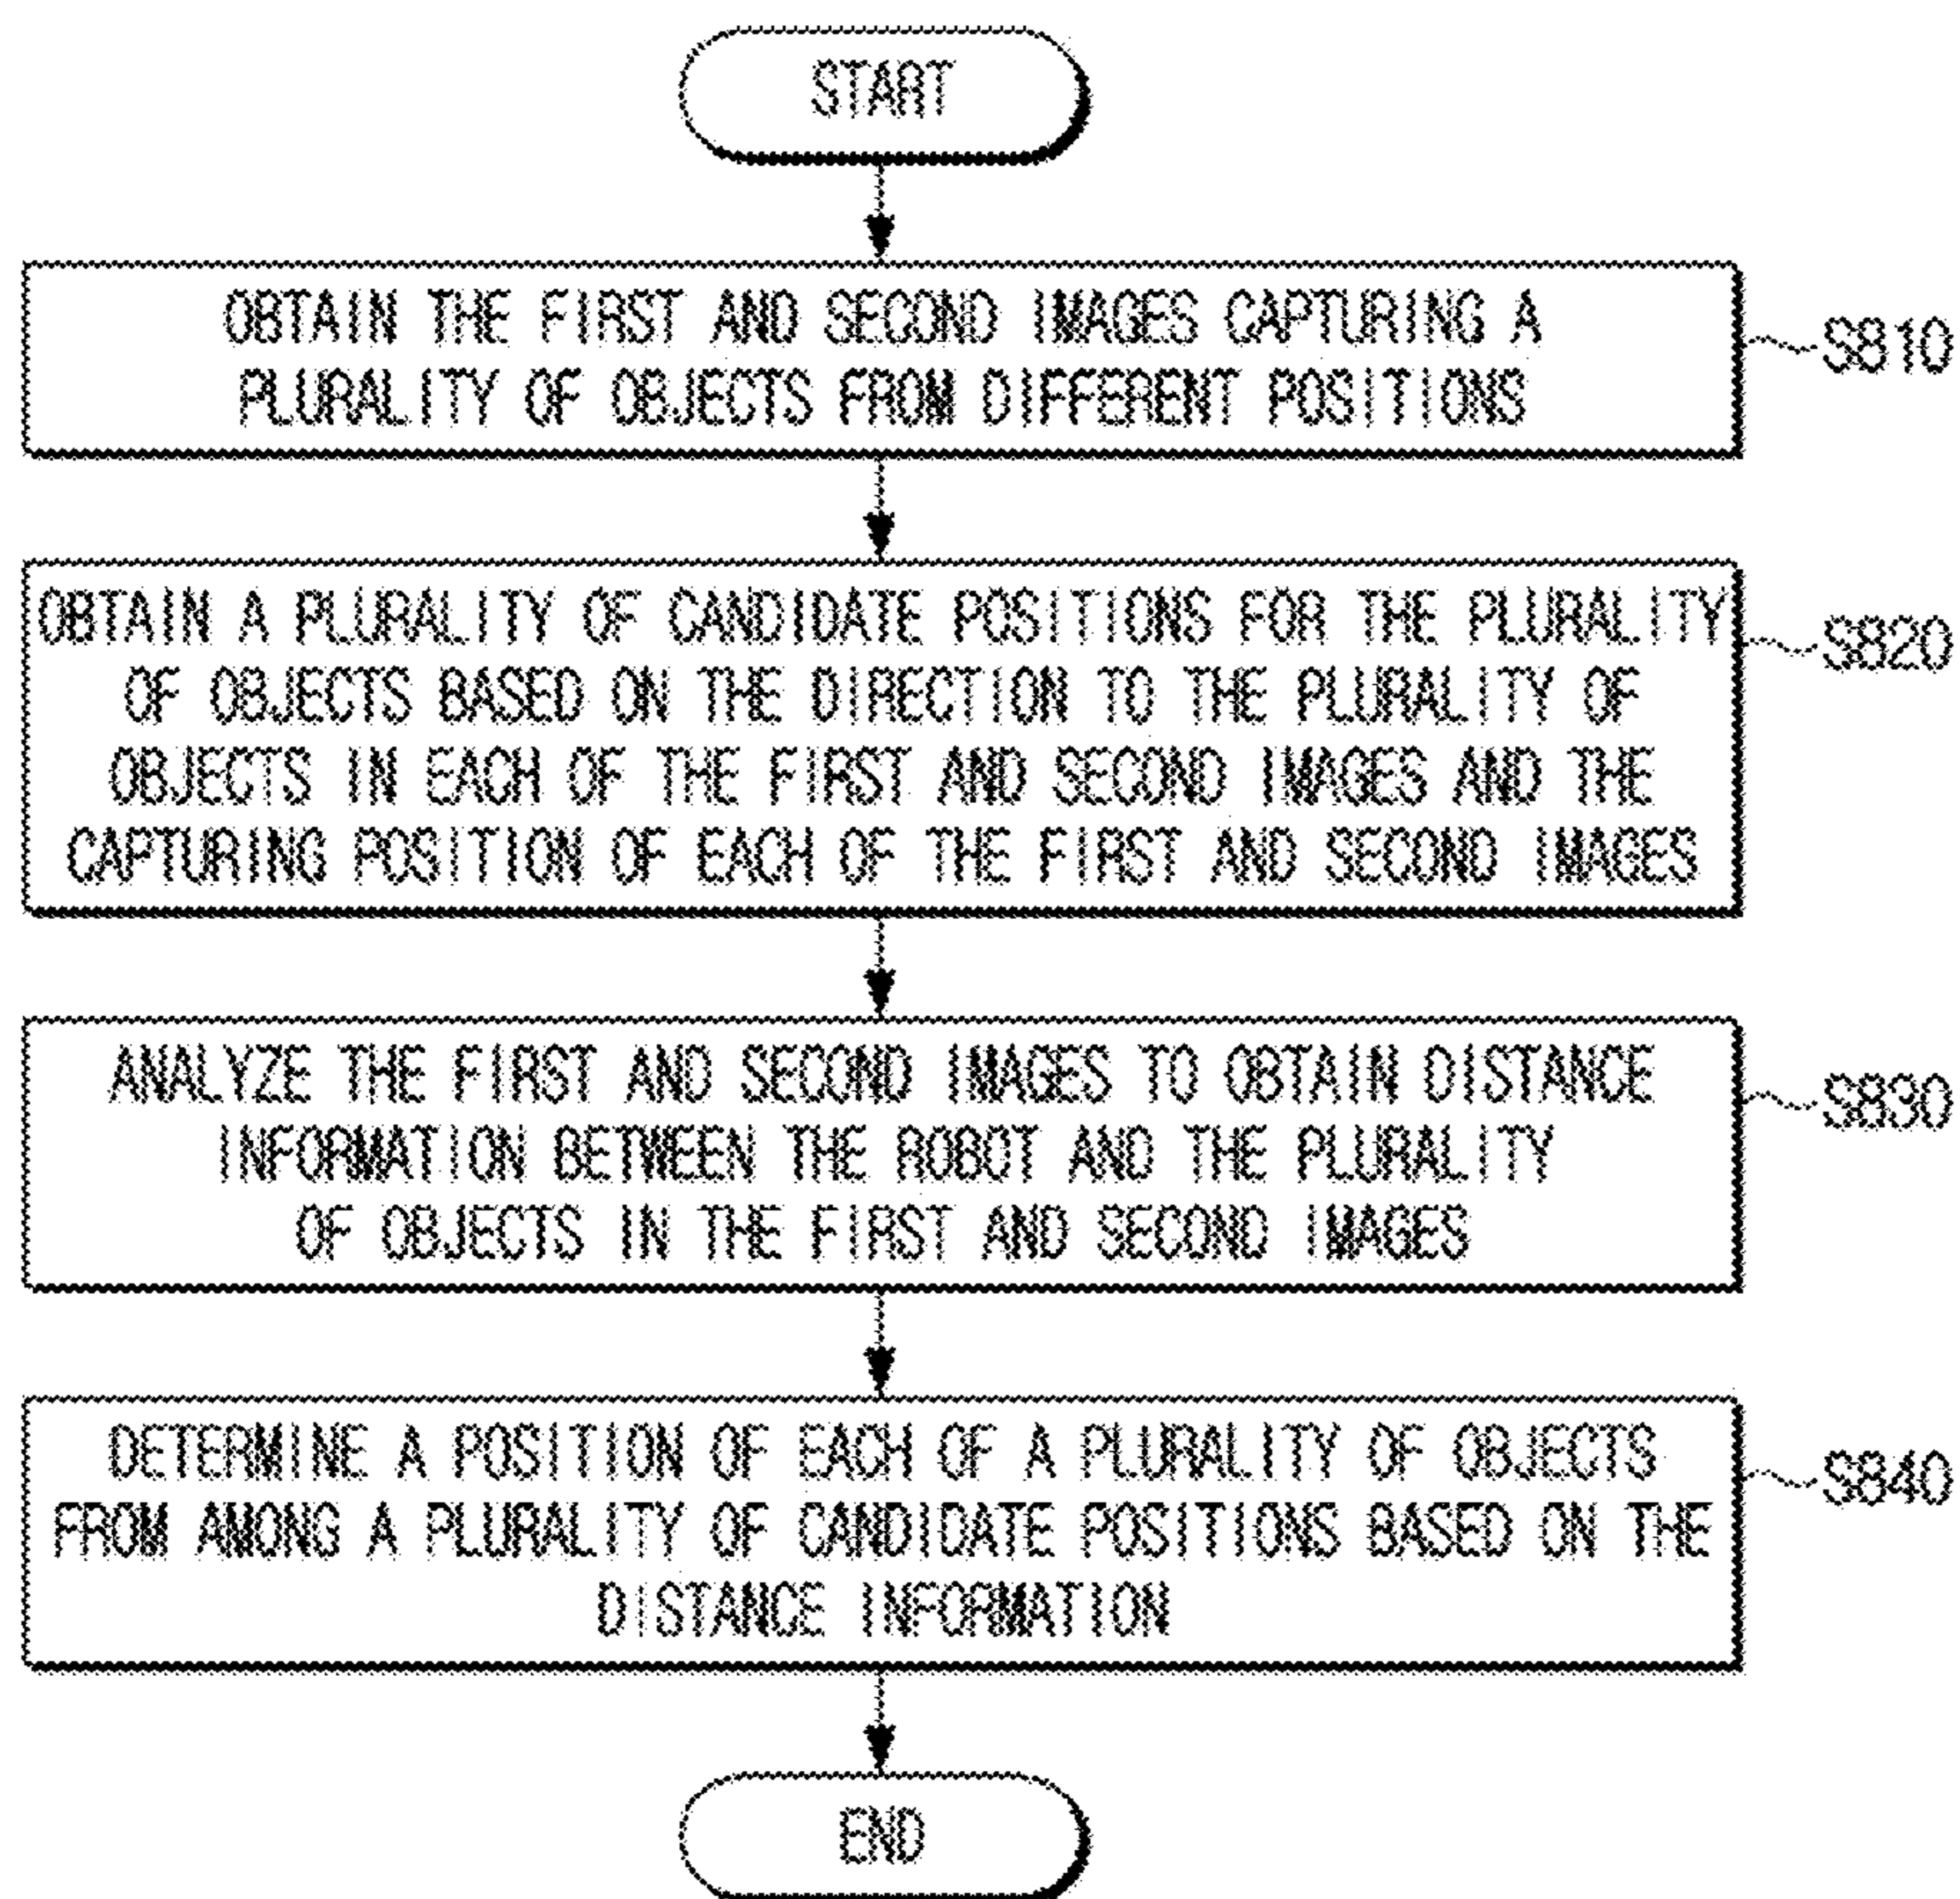 START
OBTAIN THE FIRST AND SECOND IMAGES CAPTURING A
PLURALITY OF OBJECTS FROM DIFFERENT POSITIONS
S810
OBTAIN A PLURALITY OF CANDIDATE POSITIONS FOR THE PLURALITY
OF OBJECTS BASED ON THE DIRECTION TO THE PLURALITY OF
OBJECTS IN EACH OF THE FIRST AND SECOND IMAGES AND THE
CAPTURING POSITION OF EACH OF THE FIRST AND SECOND IMAGES
S820
ANALYZE THE FIRST AND SECOND IMAGES TO OBTAIN DISTANCE
INFORMATION BETWEEN THE ROBOT AND THE PLURALITY
OF OBJECTS IN THE FIRST AND SECOND IMAGES
S830
DETERMINE A POSITION OF EACH OF A PLURALITY OF OBJECTS
FROM AMONG A PLURALITY OF CANDIDATE POSITIONS BASED ON THE
DISTANCE INFORMATION
S840
END